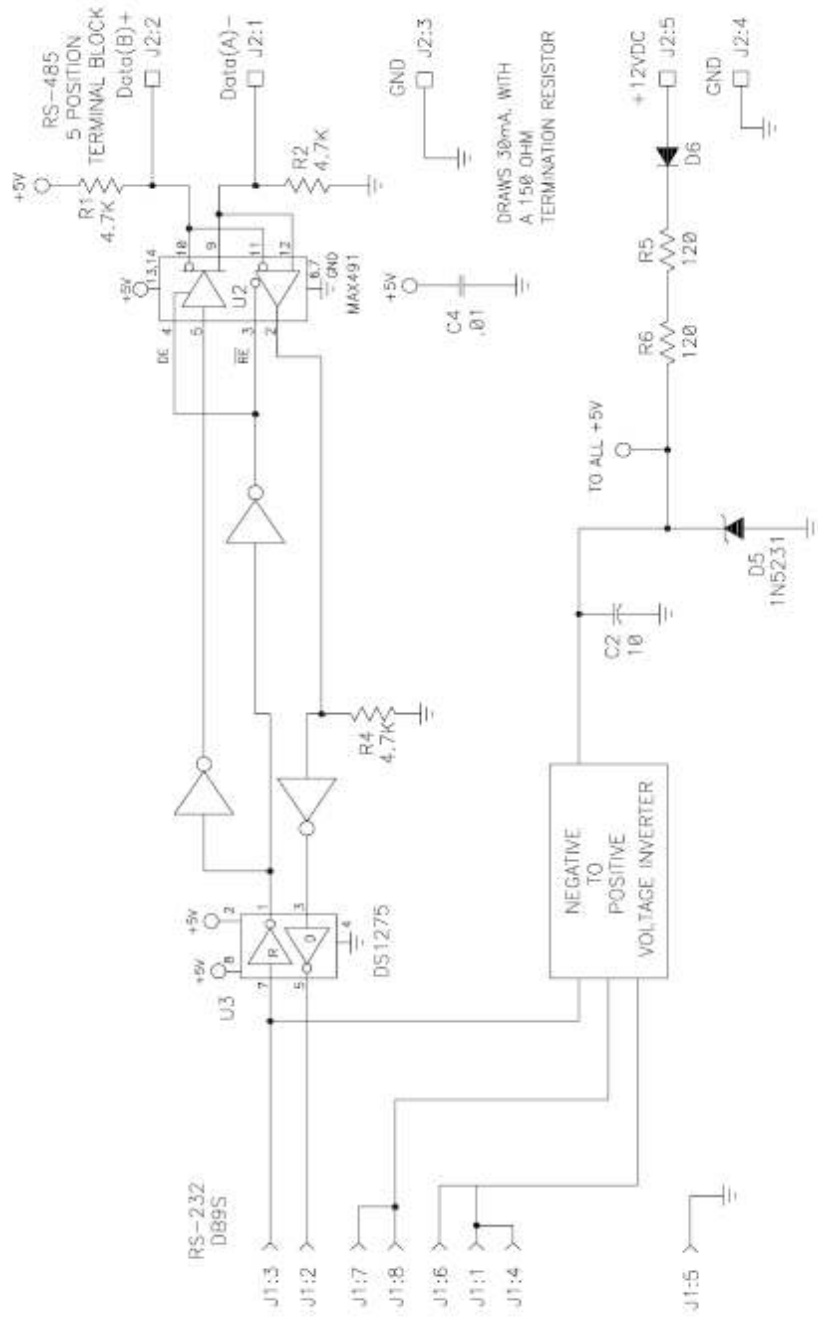 RS-232
DB9S
J1:3
J1:2
J1:7
J1:8
J1:6
J1:1
J1:4
J1:5
U3
+5V
8
+5V
2
7
R
1
5
D
3
4
DS1275
R4
4.7K
DE
4
5
RE
3
2
+5V
13,14
U2
10
9
11
12
6,7
GND
MAX491
+5V
R1
4.7K
R2
4.7K
RS-485
5 POSITION
TERMINAL BLOCK
Data(B)+
J2:2
Data(A)-
J2:1
GND
J2:3
+5V
C4
.01
DRAWS 30mA, WITH
A 150 OHM
TERMINATION RESISTOR
NEGATIVE
TO
POSITIVE
VOLTAGE INVERTER
C2
10
D5
1N5231
TO ALL +5V
R6
120
R5
120
D6
+12VDC
J2:5
GND
J2:4